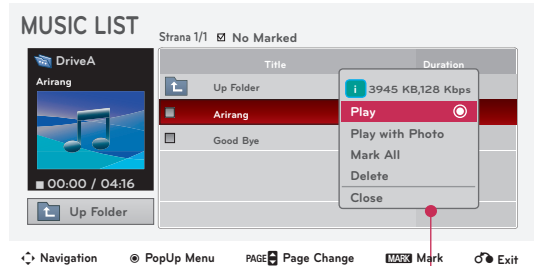 MUSIC LIST
Strana 1/1 No Marked
DriveA
Arirang
00:00 / 04:16
Up Folder
Title Duration
Up Folder
Arirang
Good Bye
i 3945 KB,128 Kbps
Play
Play with Photo
Mark All
Delete
Close
Navigation PopUp Menu PAGE Page Change MARK Mark Exit